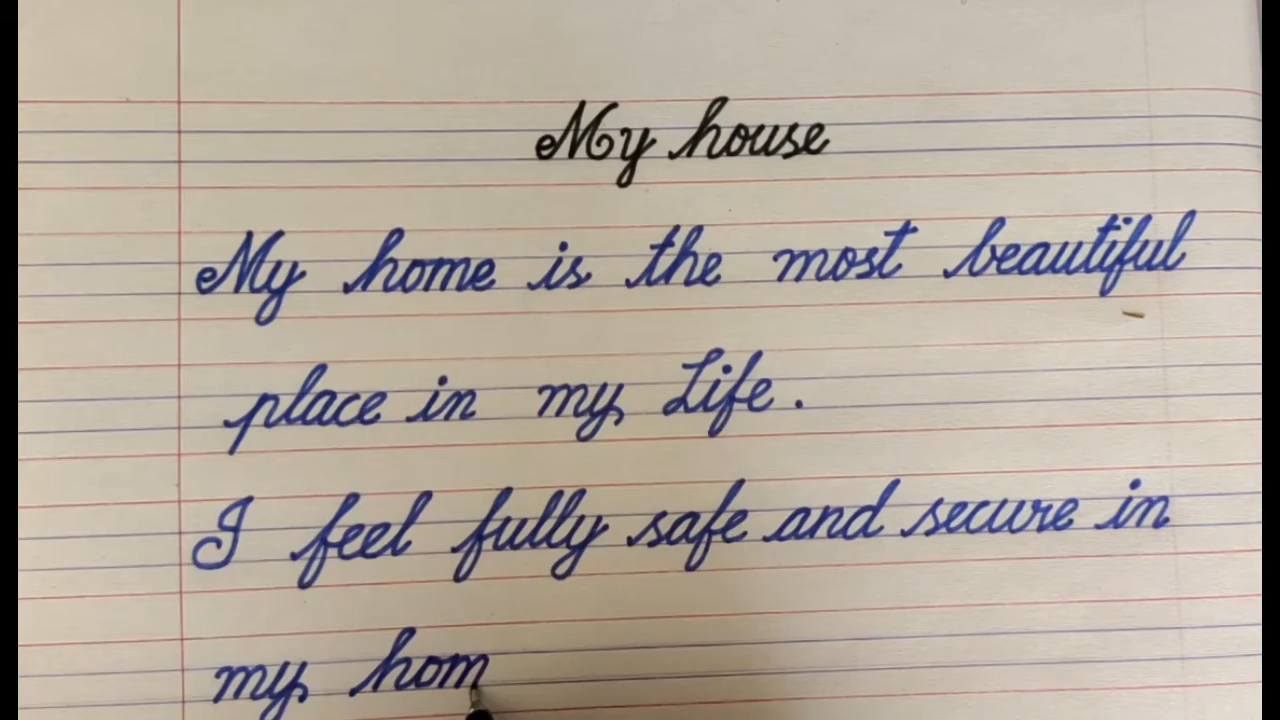 My house
My home is the most beautiful
place in my Life.
I feel fully safe and secure in
my hom